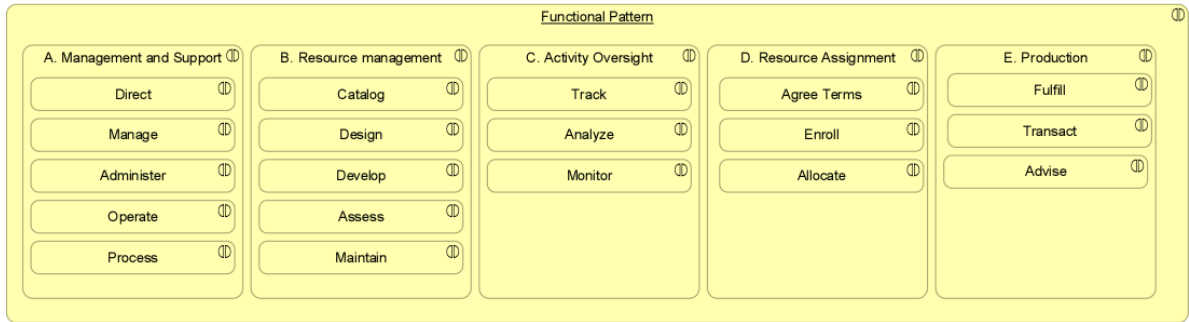 Functional Pattern
A. Management and Support
Direct
Manage
Administer
Operate
Process
B. Resource management
Catalog
Design
Develop
Assess
Maintain
C. Activity Oversight
Track
Analyze
Monitor
D. Resource Assignment
Agree Terms
Enroll
Allocate
E. Production
Fulfill
Transact
Advise